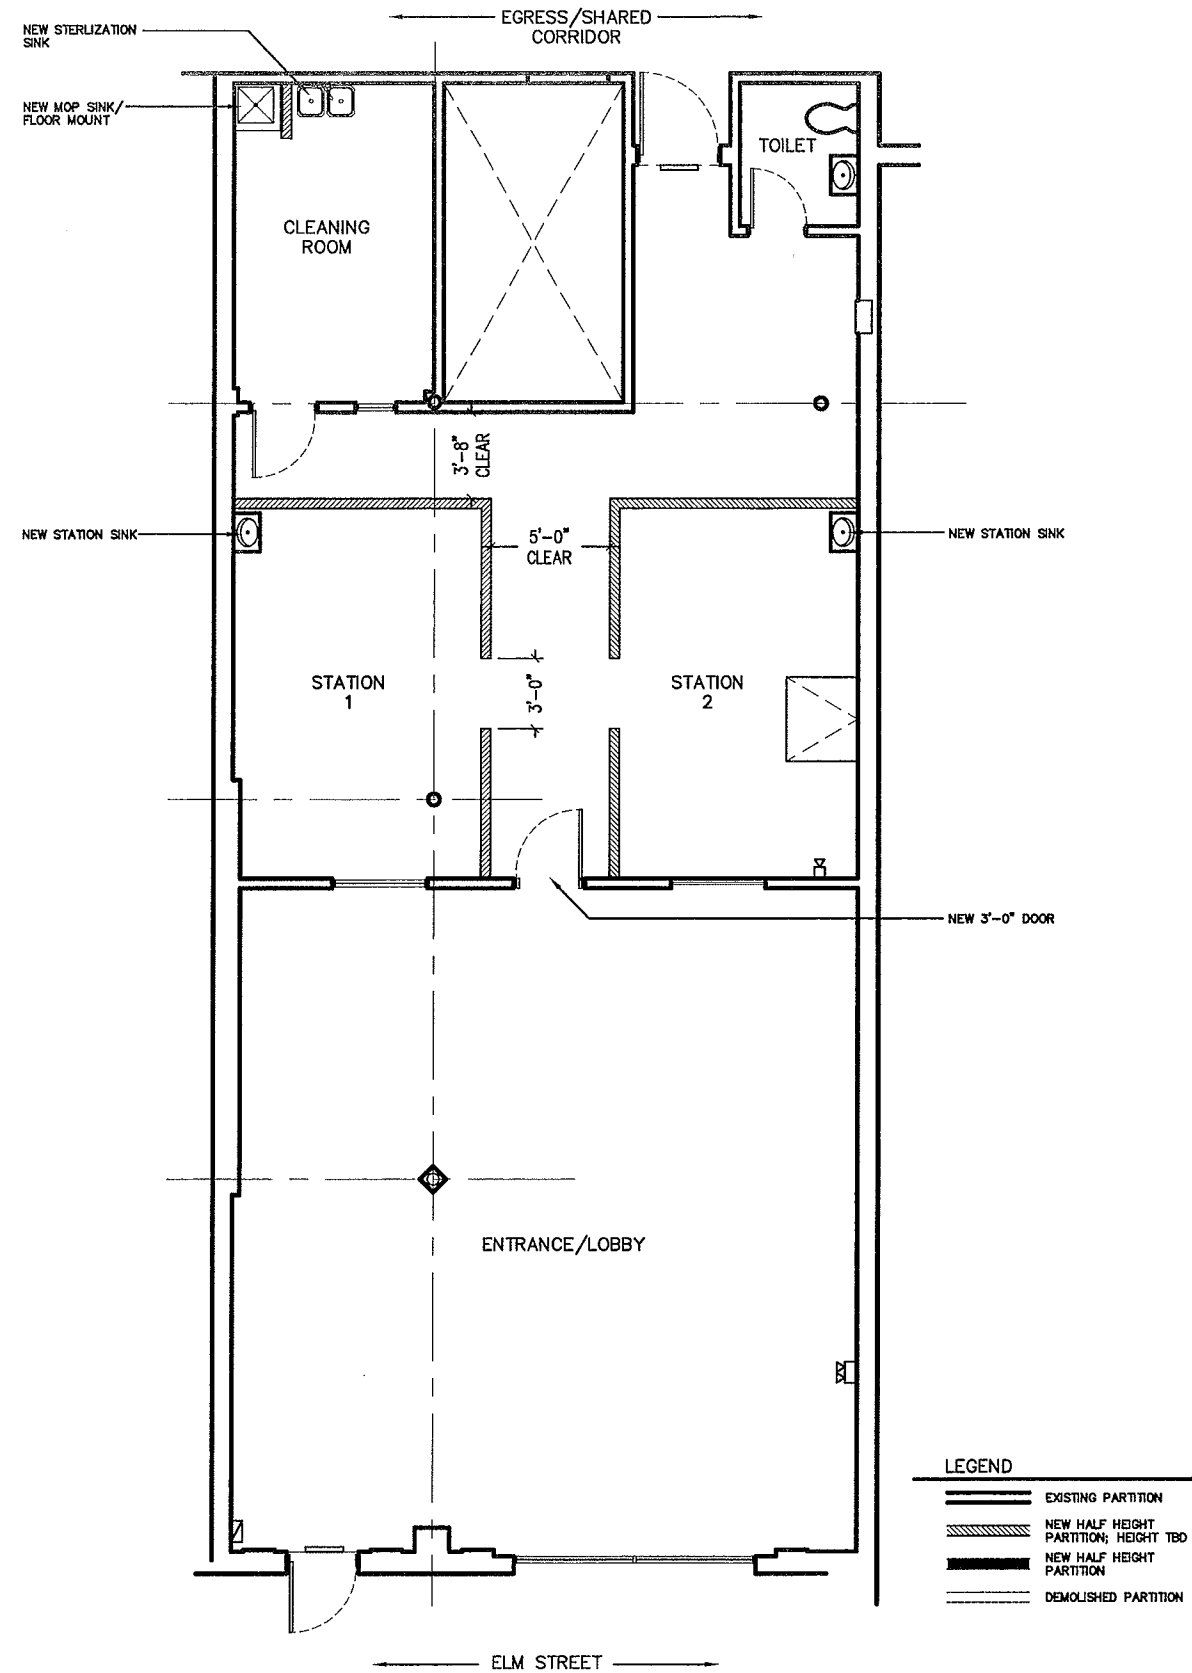 EGRESS/SHARED
CORRIDOR
NEW STERLIZATION
SINK
NEW MOP SINK/
FLOOR MOUNT
TOILET
CLEANING
ROOM
3'-8"
CLEAR
NEW STATION SINK
5'-0"
CLEAR
NEW STATION SINK
STATION
1
3'-0"
STATION
2
NEW 3'-0" DOOR
ENTRANCE/LOBBY
LEGEND
EXISTING PARTITION
NEW HALF HEIGHT
PARTITION; HEIGHT TBD
NEW HALF HEIGHT
PARTITION
DEMOLISHED PARTITION
ELM STREET